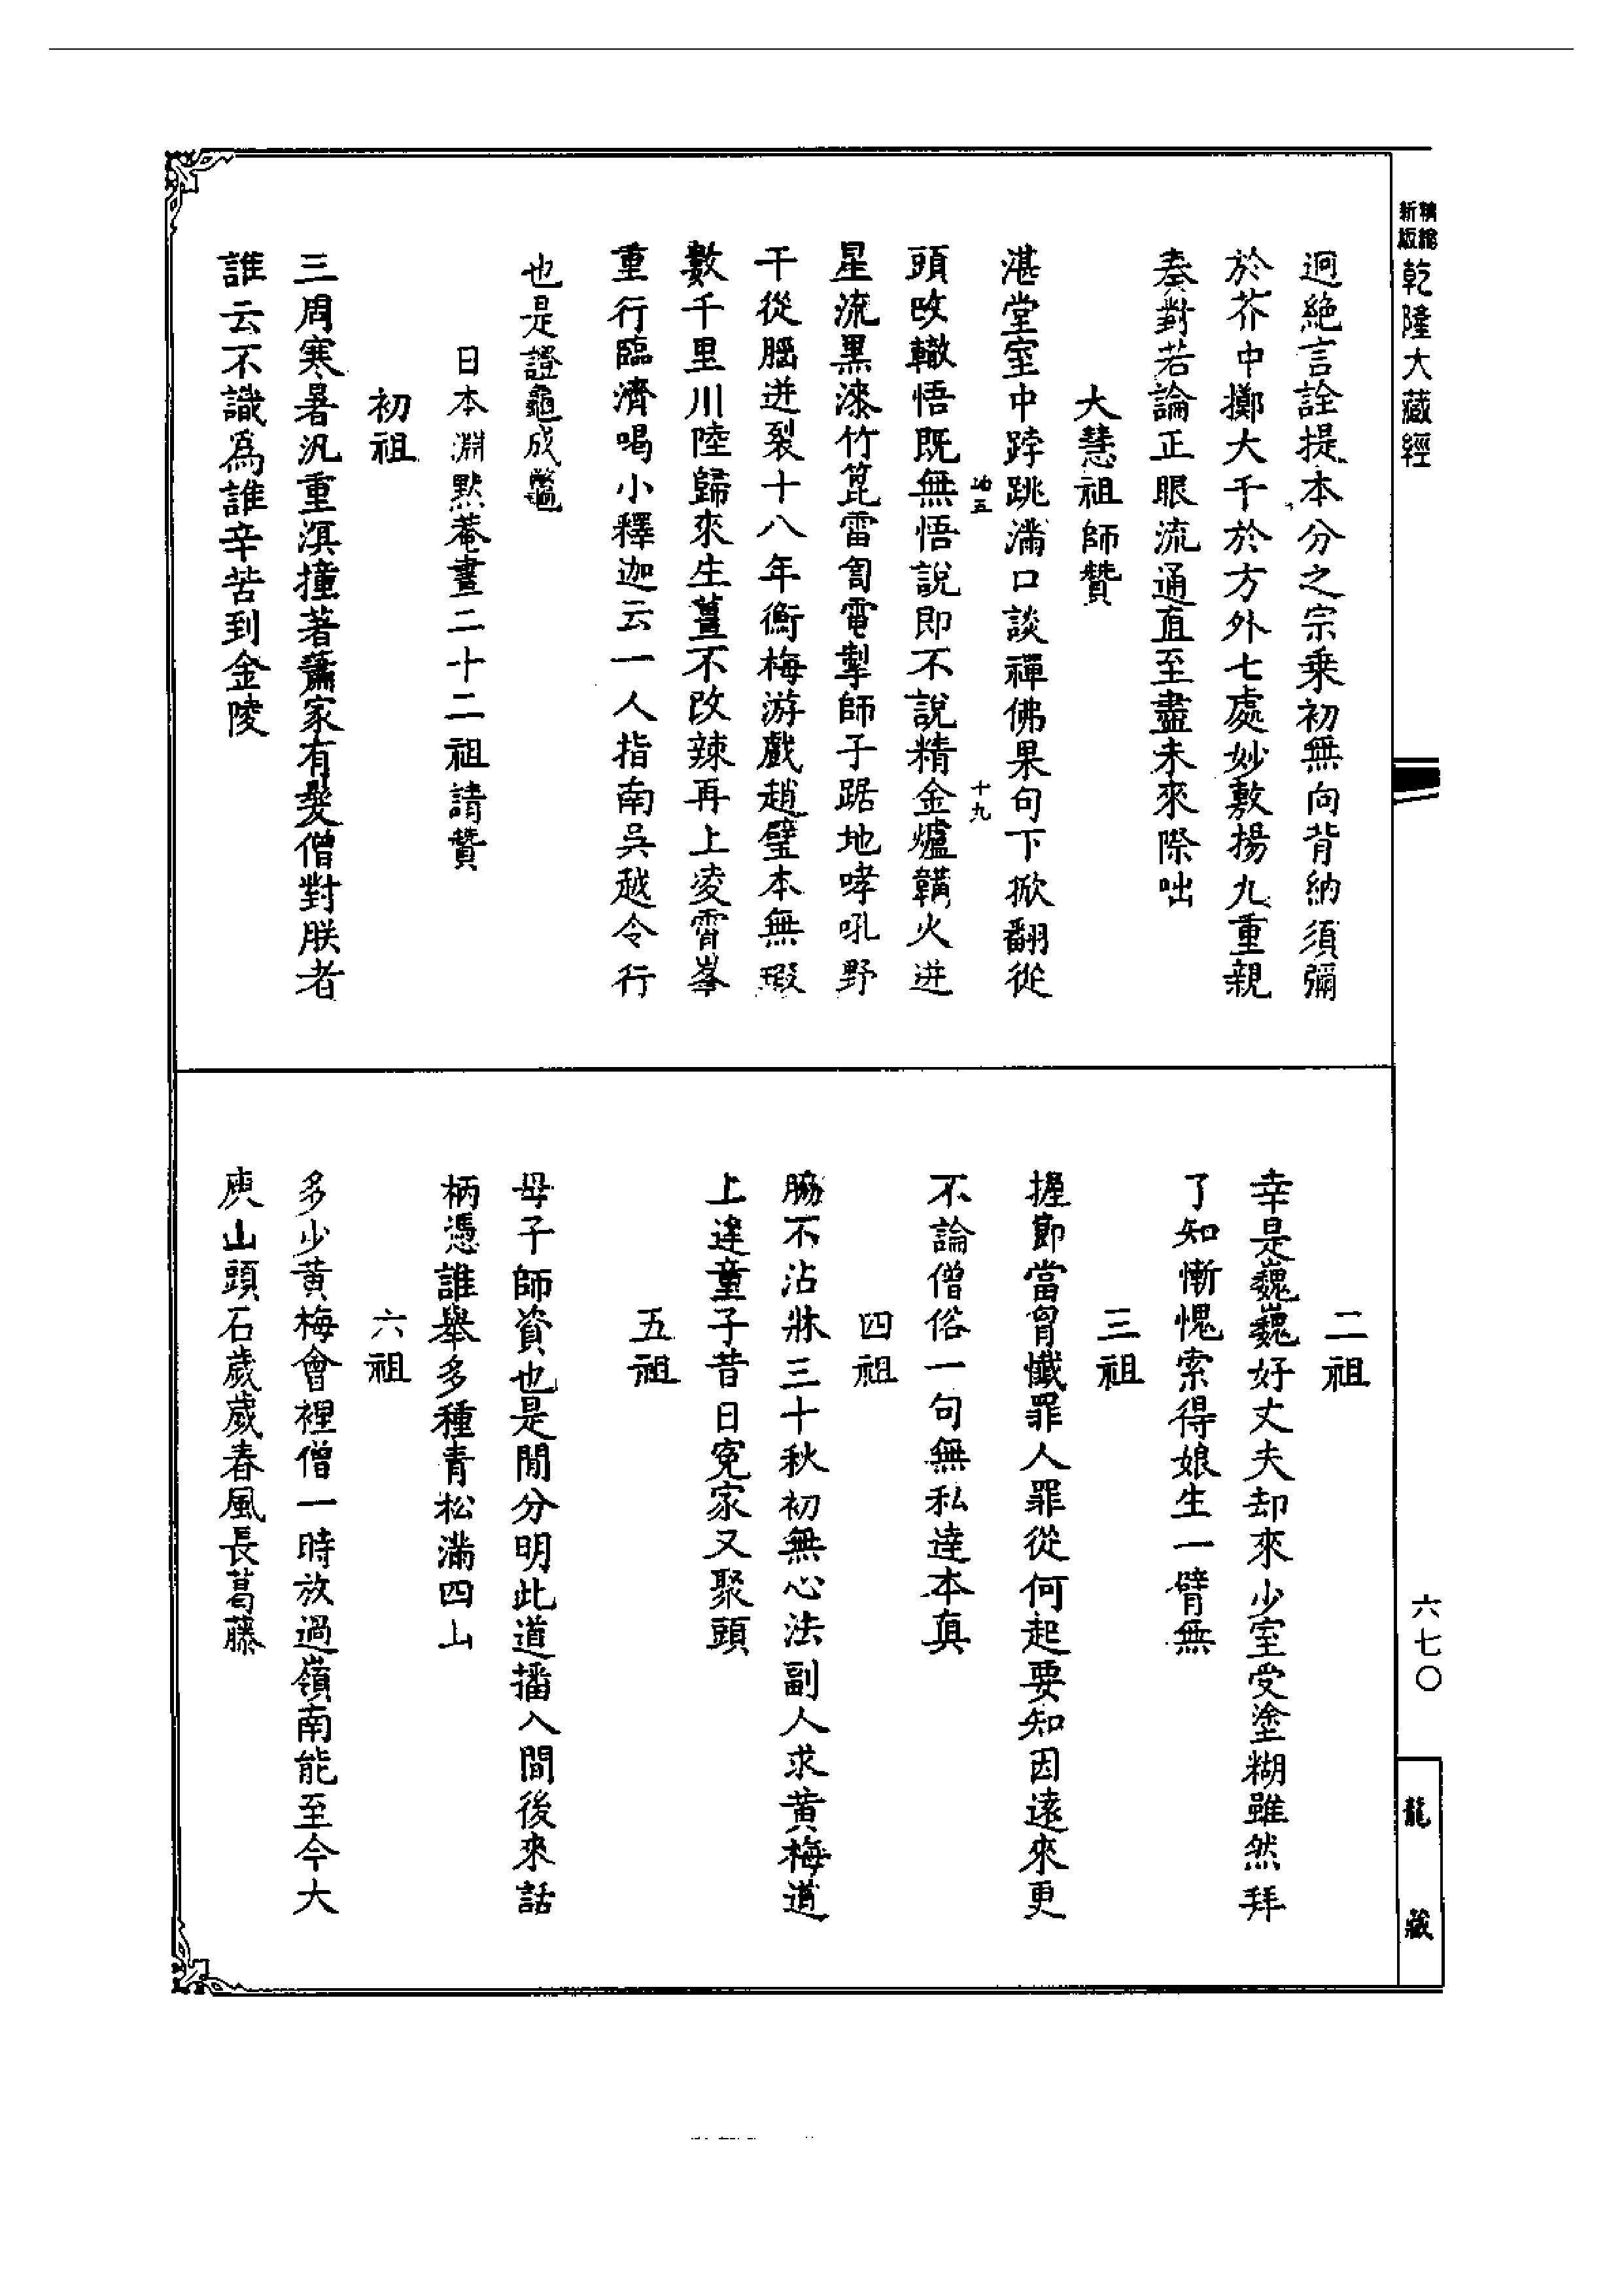 精縮新版
乾隆大藏經
迥絕言詮提本分之宗乘初無向背納須彌
於芥中擲大千於方外七處妙敷揚九重親
奏對若論正眼流通直至盡未來際咄
大慧祖師贊
湛堂室中踍跳滿口談禪佛果句下掀翻從
十九
頭改轍悟既無悟說即不說精金爐韝火迸
星流黑漆竹篦雷訇電掣師子踞地哮吼野
干從腦迸裂十八年衡梅游戲趙璧本無瑕
數千里川陸歸來生薑不改辣再上凌霄峯
重行臨濟喝小釋迦云一人指南吳越令行
也是證龜成鼈
日本淵默菴畫二十二祖請贊
初祖
三周寒暑汎重溟撞著蕭家有髮僧對朕者
誰云不識為誰辛苦到金陵
二祖
幸是巍巍好丈夫却來少室受塗糊雖然拜
了知慚愧索得娘生一臂無
三祖
握節當胷懺罪人罪從何起要知因遠來更
不論僧俗一句無私達本真
四祖
脇不沾牀三十秋初無心法副人求黃梅道
上逢童子昔日冤家又聚頭
五祖
母子師資也是閒分明此道播人間後來話
柄憑誰舉多種青松滿四山
六祖
多少黃梅會裡僧一時放過嶺南能至今大
庾山頭石歲歲春風長葛藤
六七〇
龍藏